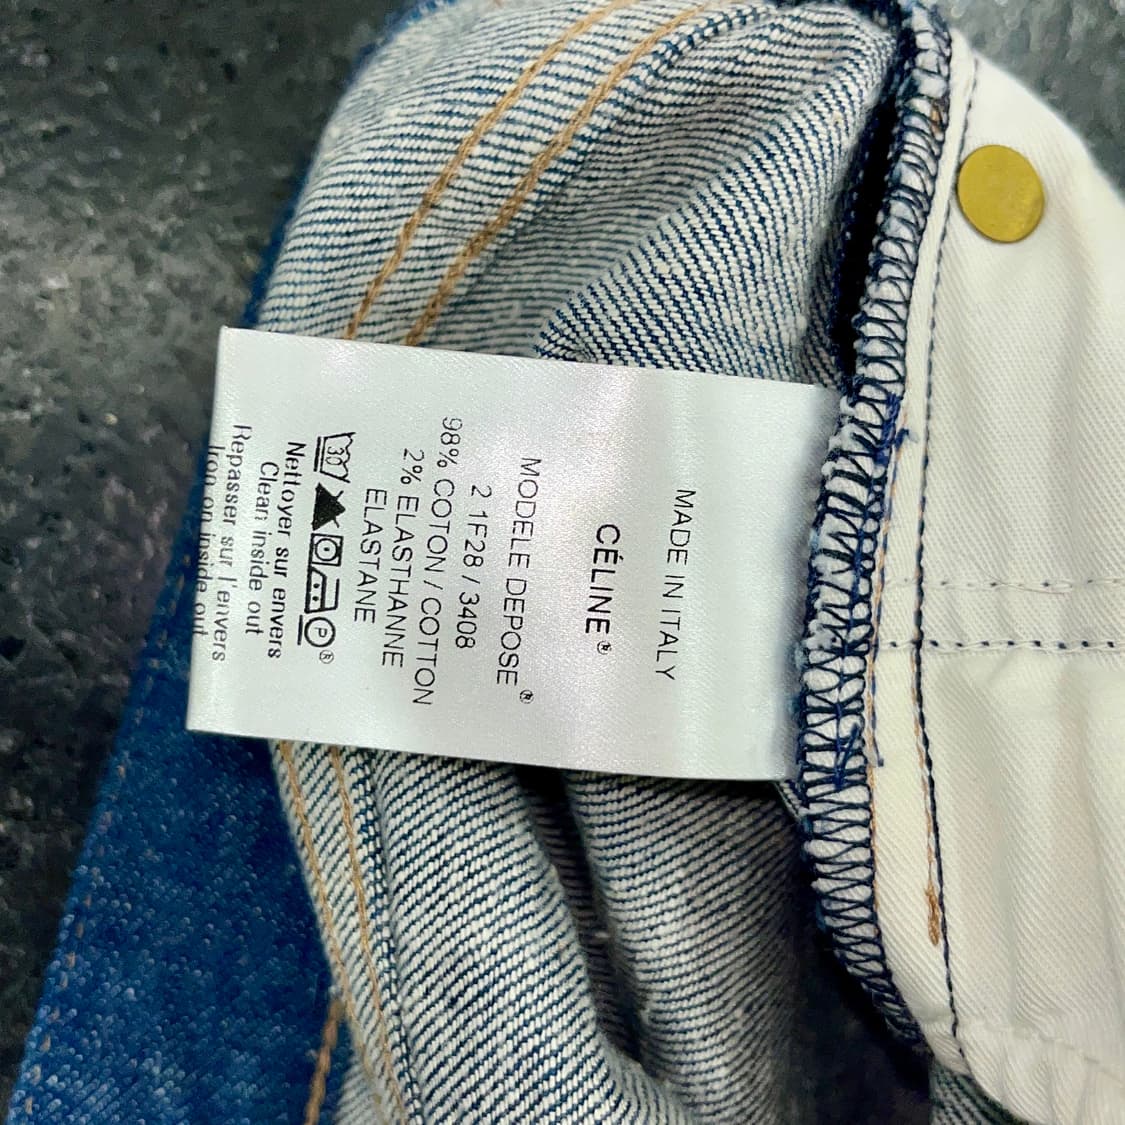 MADE IN ITALY
CÉLINE®
MODELE DEPOSE®
2 1F28 / 3408
98% COTON / COTTON
2% ELASTHANNE
ELASTANE
30 P®
Nettoyer sur envers
Clean inside out
Repasser sur l'envers
Iron on inside out